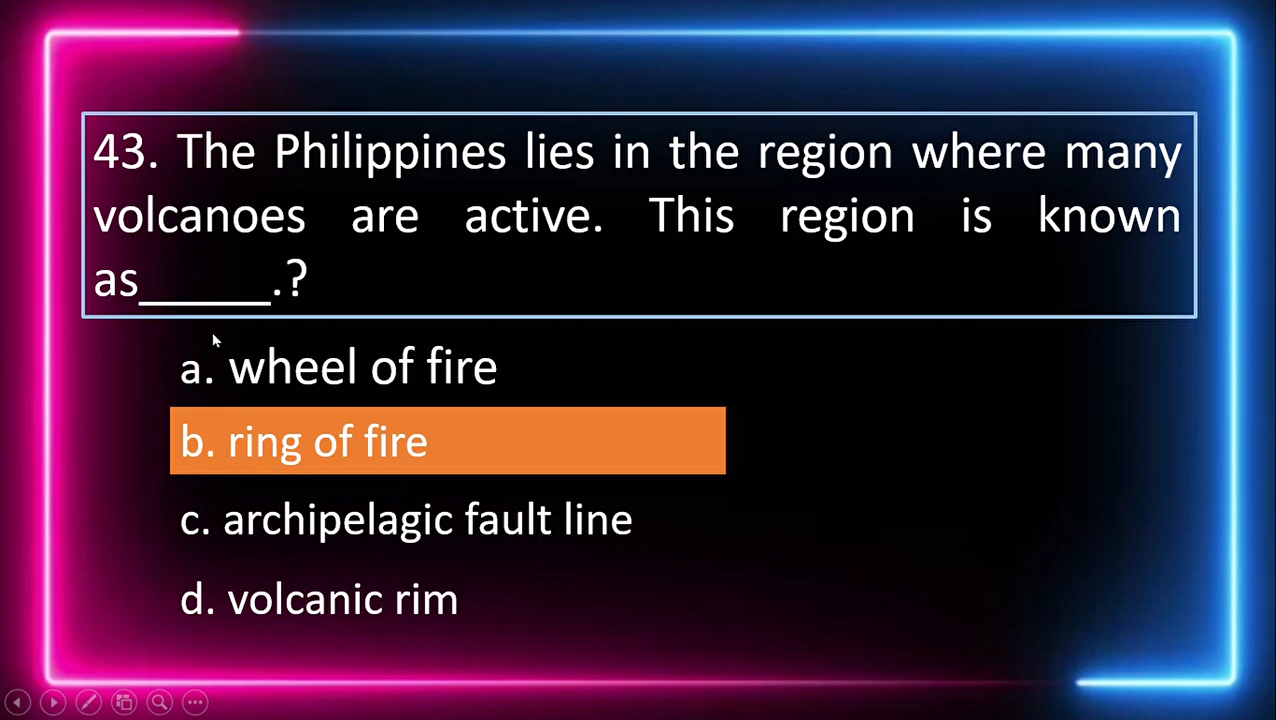 43. The Philippines lies in the region where many
volcanoes are active. This region is known
as______.?
a. wheel of fire
b. ring of fire
c. archipelagic fault line
d. volcanic rim